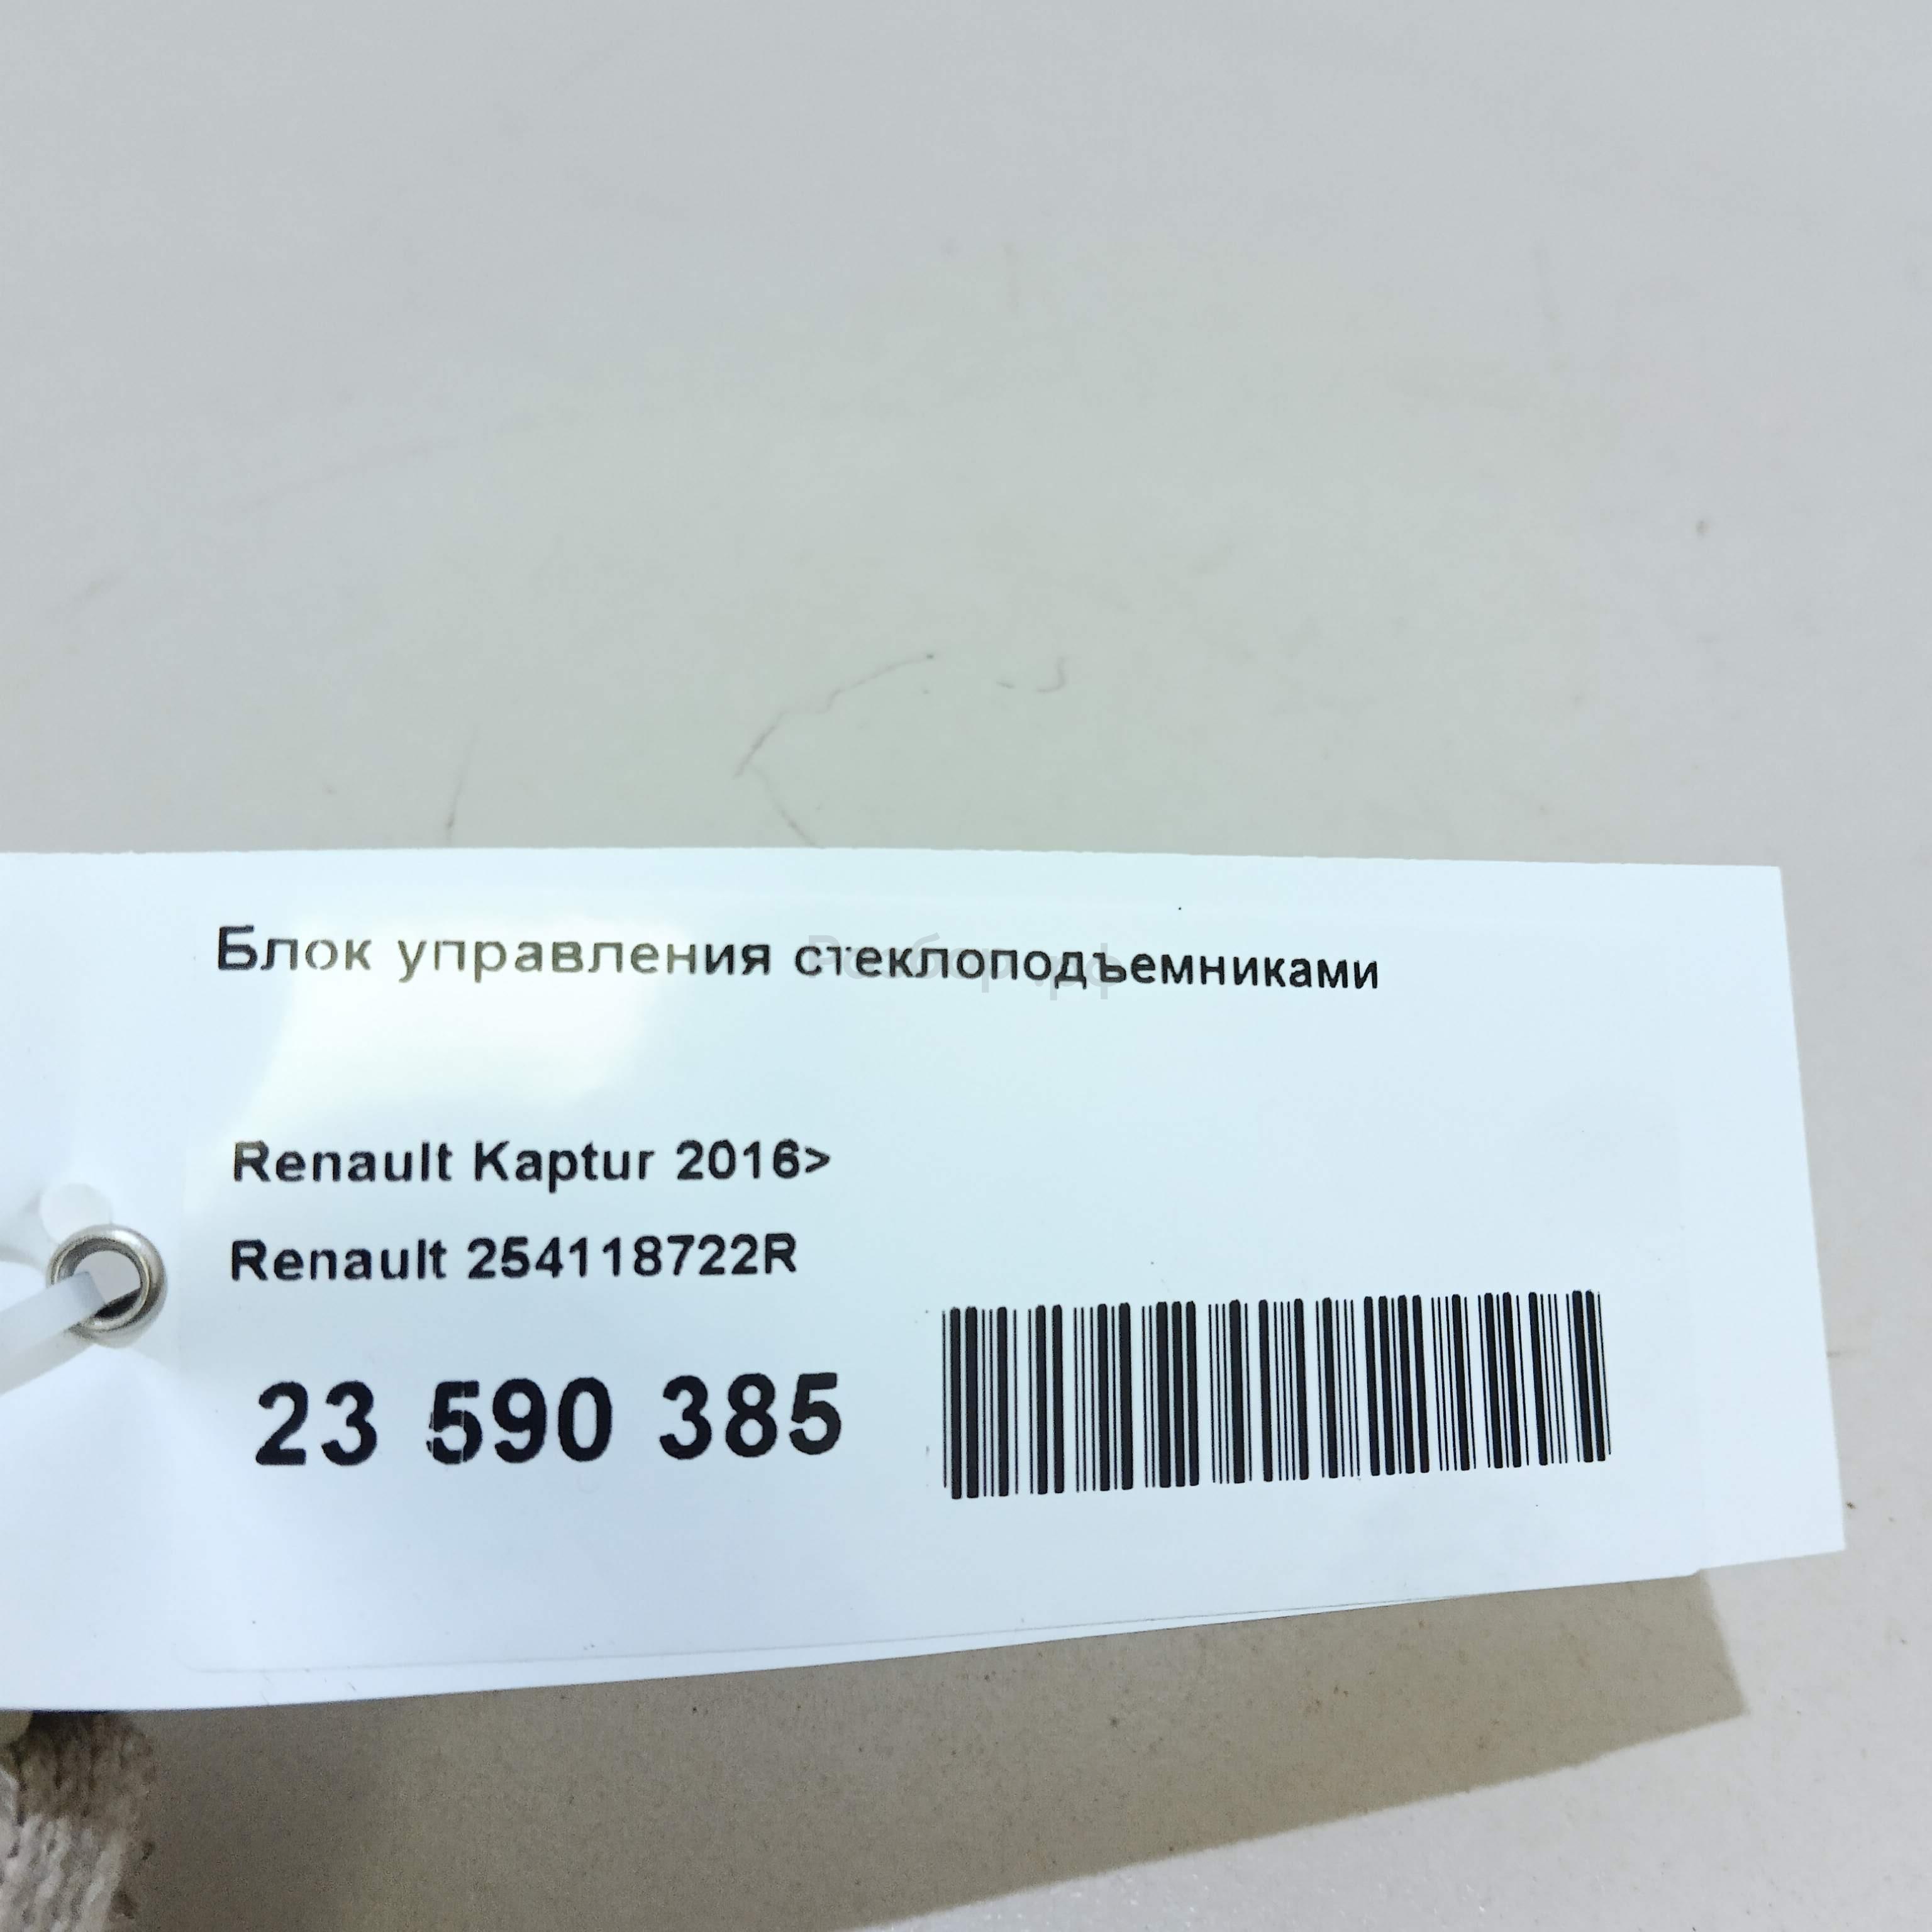 Блок управления стеклоподъемниками
Renault Kaptur 2016>
Renault 254118722R
23 590 385